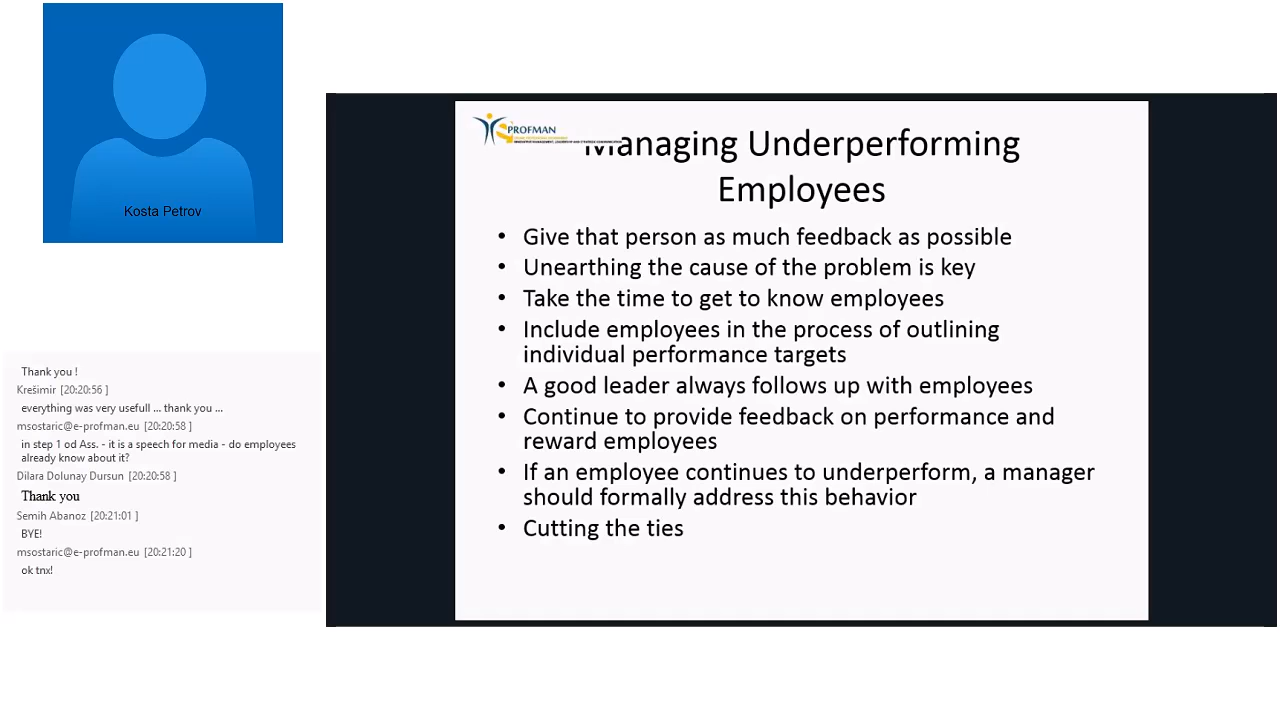 Kosta Petrov
Thank you !
Krešimir [20:20:56 ]
everything was very usefull ... thank you ...
msostaric@e-profman.eu [20:20:58 ]
in step 1 od Ass. - it is a speech for media - do employees
already know about it?
Dilara Dolunay Dursun [20:20:58 ]
Thank you
Semih Abanoz [20:21:01 ]
BYE!
msostaric@e-profman.eu [20:21:20 ]
ok tnx!
PROFMAN
Managing Underperforming
Employees
• Give that person as much feedback as possible
• Unearthing the cause of the problem is key
• Take the time to get to know employees
• Include employees in the process of outlining
individual performance targets
• A good leader always follows up with employees
• Continue to provide feedback on performance and
reward employees
• If an employee continues to underperform, a manager
should formally address this behavior
• Cutting the ties